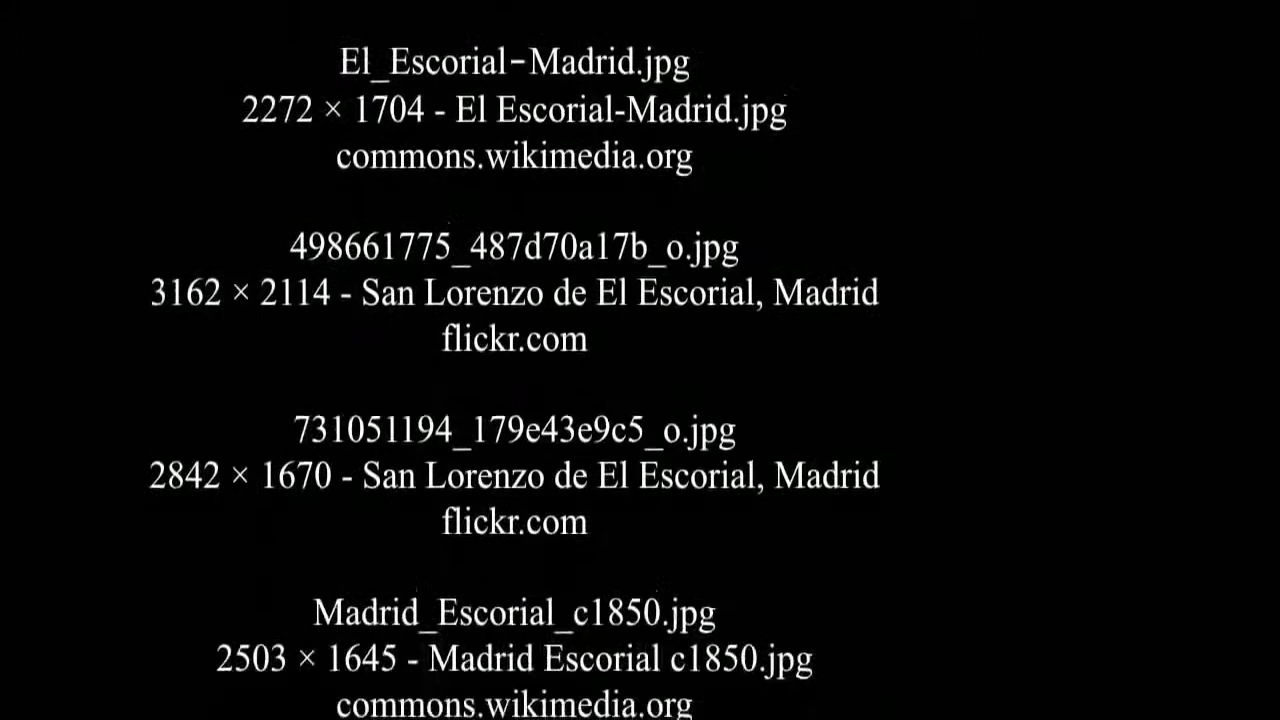 El_Escorial-Madrid.jpg
2272 × 1704 - El Escorial-Madrid.jpg
commons.wikimedia.org
498661775_487d70a17b_o.jpg
3162 × 2114 - San Lorenzo de El Escorial, Madrid
flickr.com
731051194_179e43e9c5_o.jpg
2842 × 1670 - San Lorenzo de El Escorial, Madrid
flickr.com
Madrid_Escorial_c1850.jpg
2503 × 1645 - Madrid Escorial c1850.jpg
commons.wikimedia.org